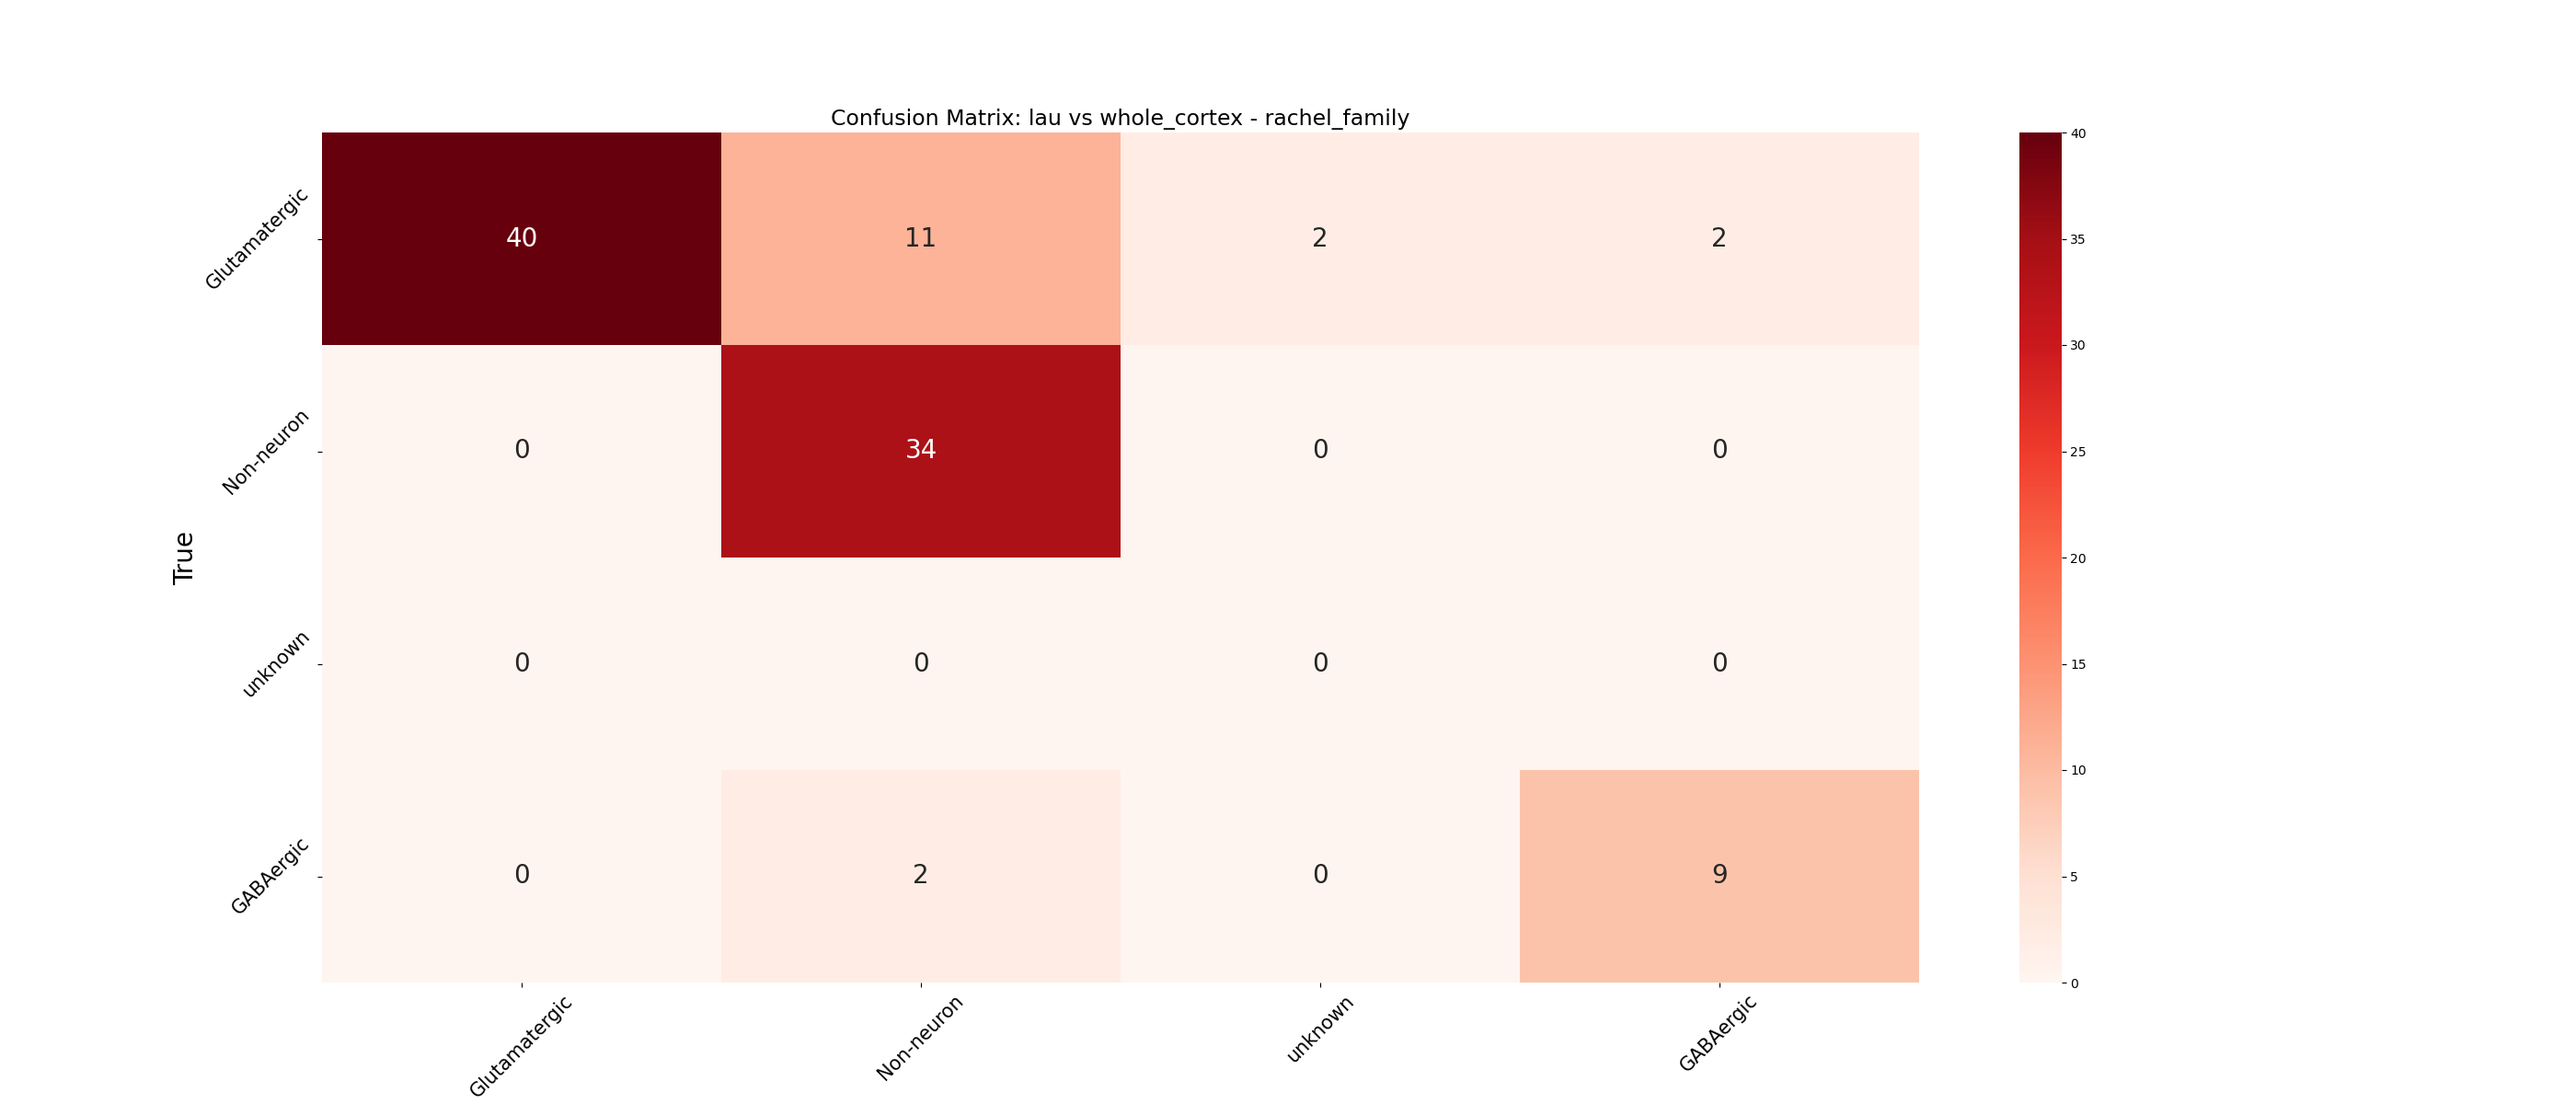 Confusion Matrix: lau vs whole_cortex - rachel_family
True
Glutamatergic
40 11 2 2
Non-neuron
0 34 0 0
unknown
0 0 0 0
GABAergic
0 2 0 9
Glutamatergic
Non-neuron
unknown
GABAergic
40
35
30
25
20
15
10
5
0